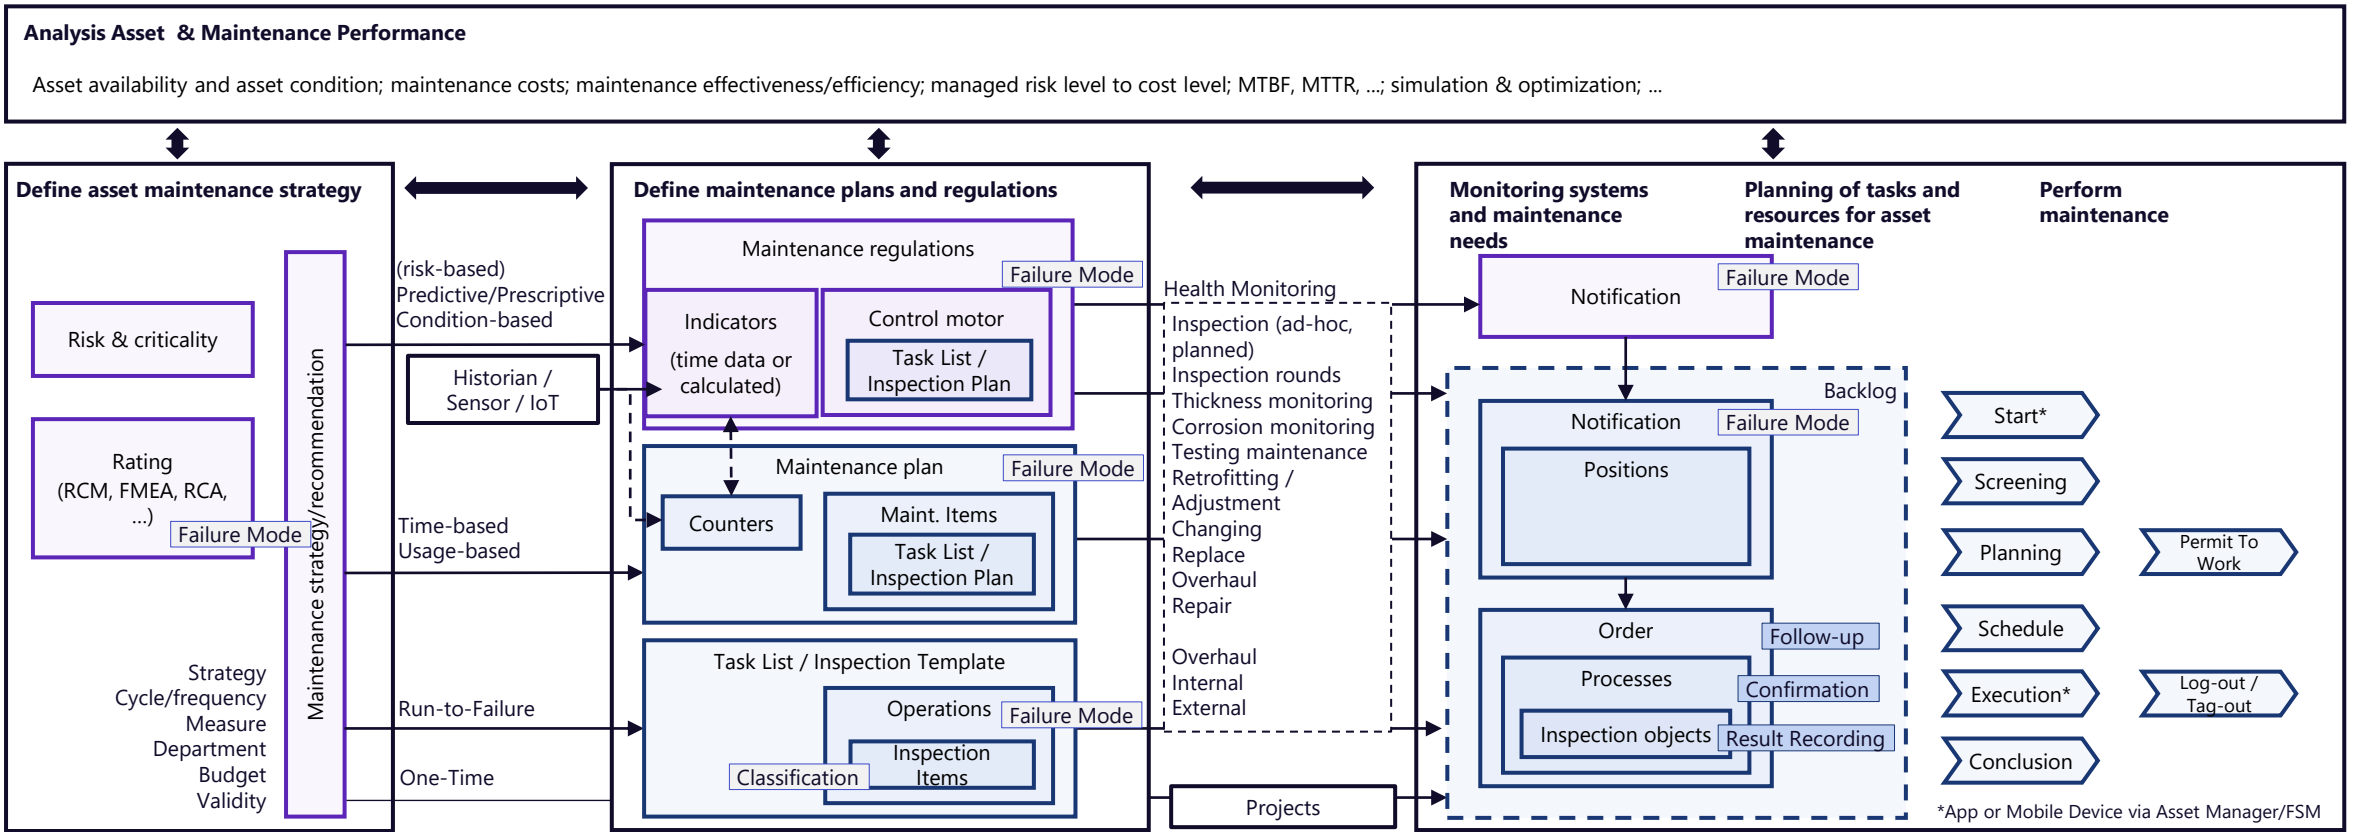 Analysis Asset & Maintenance Performance
Asset availability and asset condition; maintenance costs; maintenance effectiveness/efficiency; managed risk level to cost level; MTBF, MTTR, ...; simulation & optimization; ...
Define asset maintenance strategy
Risk & criticality
Rating
(RCM, FMEA, RCA,
...)
Failure Mode
Maintenance strategy/recommendation
Strategy
Cycle/frequency
Measure
Department
Budget
Validity
(risk-based)
Predictive/Prescriptive
Condition-based
Historian /
Sensor / IoT
Time-based
Usage-based
Run-to-Failure
One-Time
Define maintenance plans and regulations
Maintenance regulations
Failure Mode
Indicators
(time data or
calculated)
Control motor
Task List /
Inspection Plan
Maintenance plan
Failure Mode
Counters
Maint. Items
Task List /
Inspection Plan
Task List / Inspection Template
Operations
Failure Mode
Inspection
Items
Classification
Health Monitoring
Inspection (ad-hoc,
planned)
Inspection rounds
Thickness monitoring
Corrosion monitoring
Testing maintenance
Retrofitting /
Adjustment
Changing
Replace
Overhaul
Repair
Overhaul
Internal
External
Projects
Monitoring systems
and maintenance
needs
Planning of tasks and
resources for asset
maintenance
Perform
maintenance
Notification
Failure Mode
Backlog
Notification
Failure Mode
Positions
Order
Follow-up
Processes
Confirmation
Inspection objects
Result Recording
Start*
Screening
Planning
Permit To
Work
Schedule
Execution*
Log-out /
Tag-out
Conclusion
*App or Mobile Device via Asset Manager/FSM